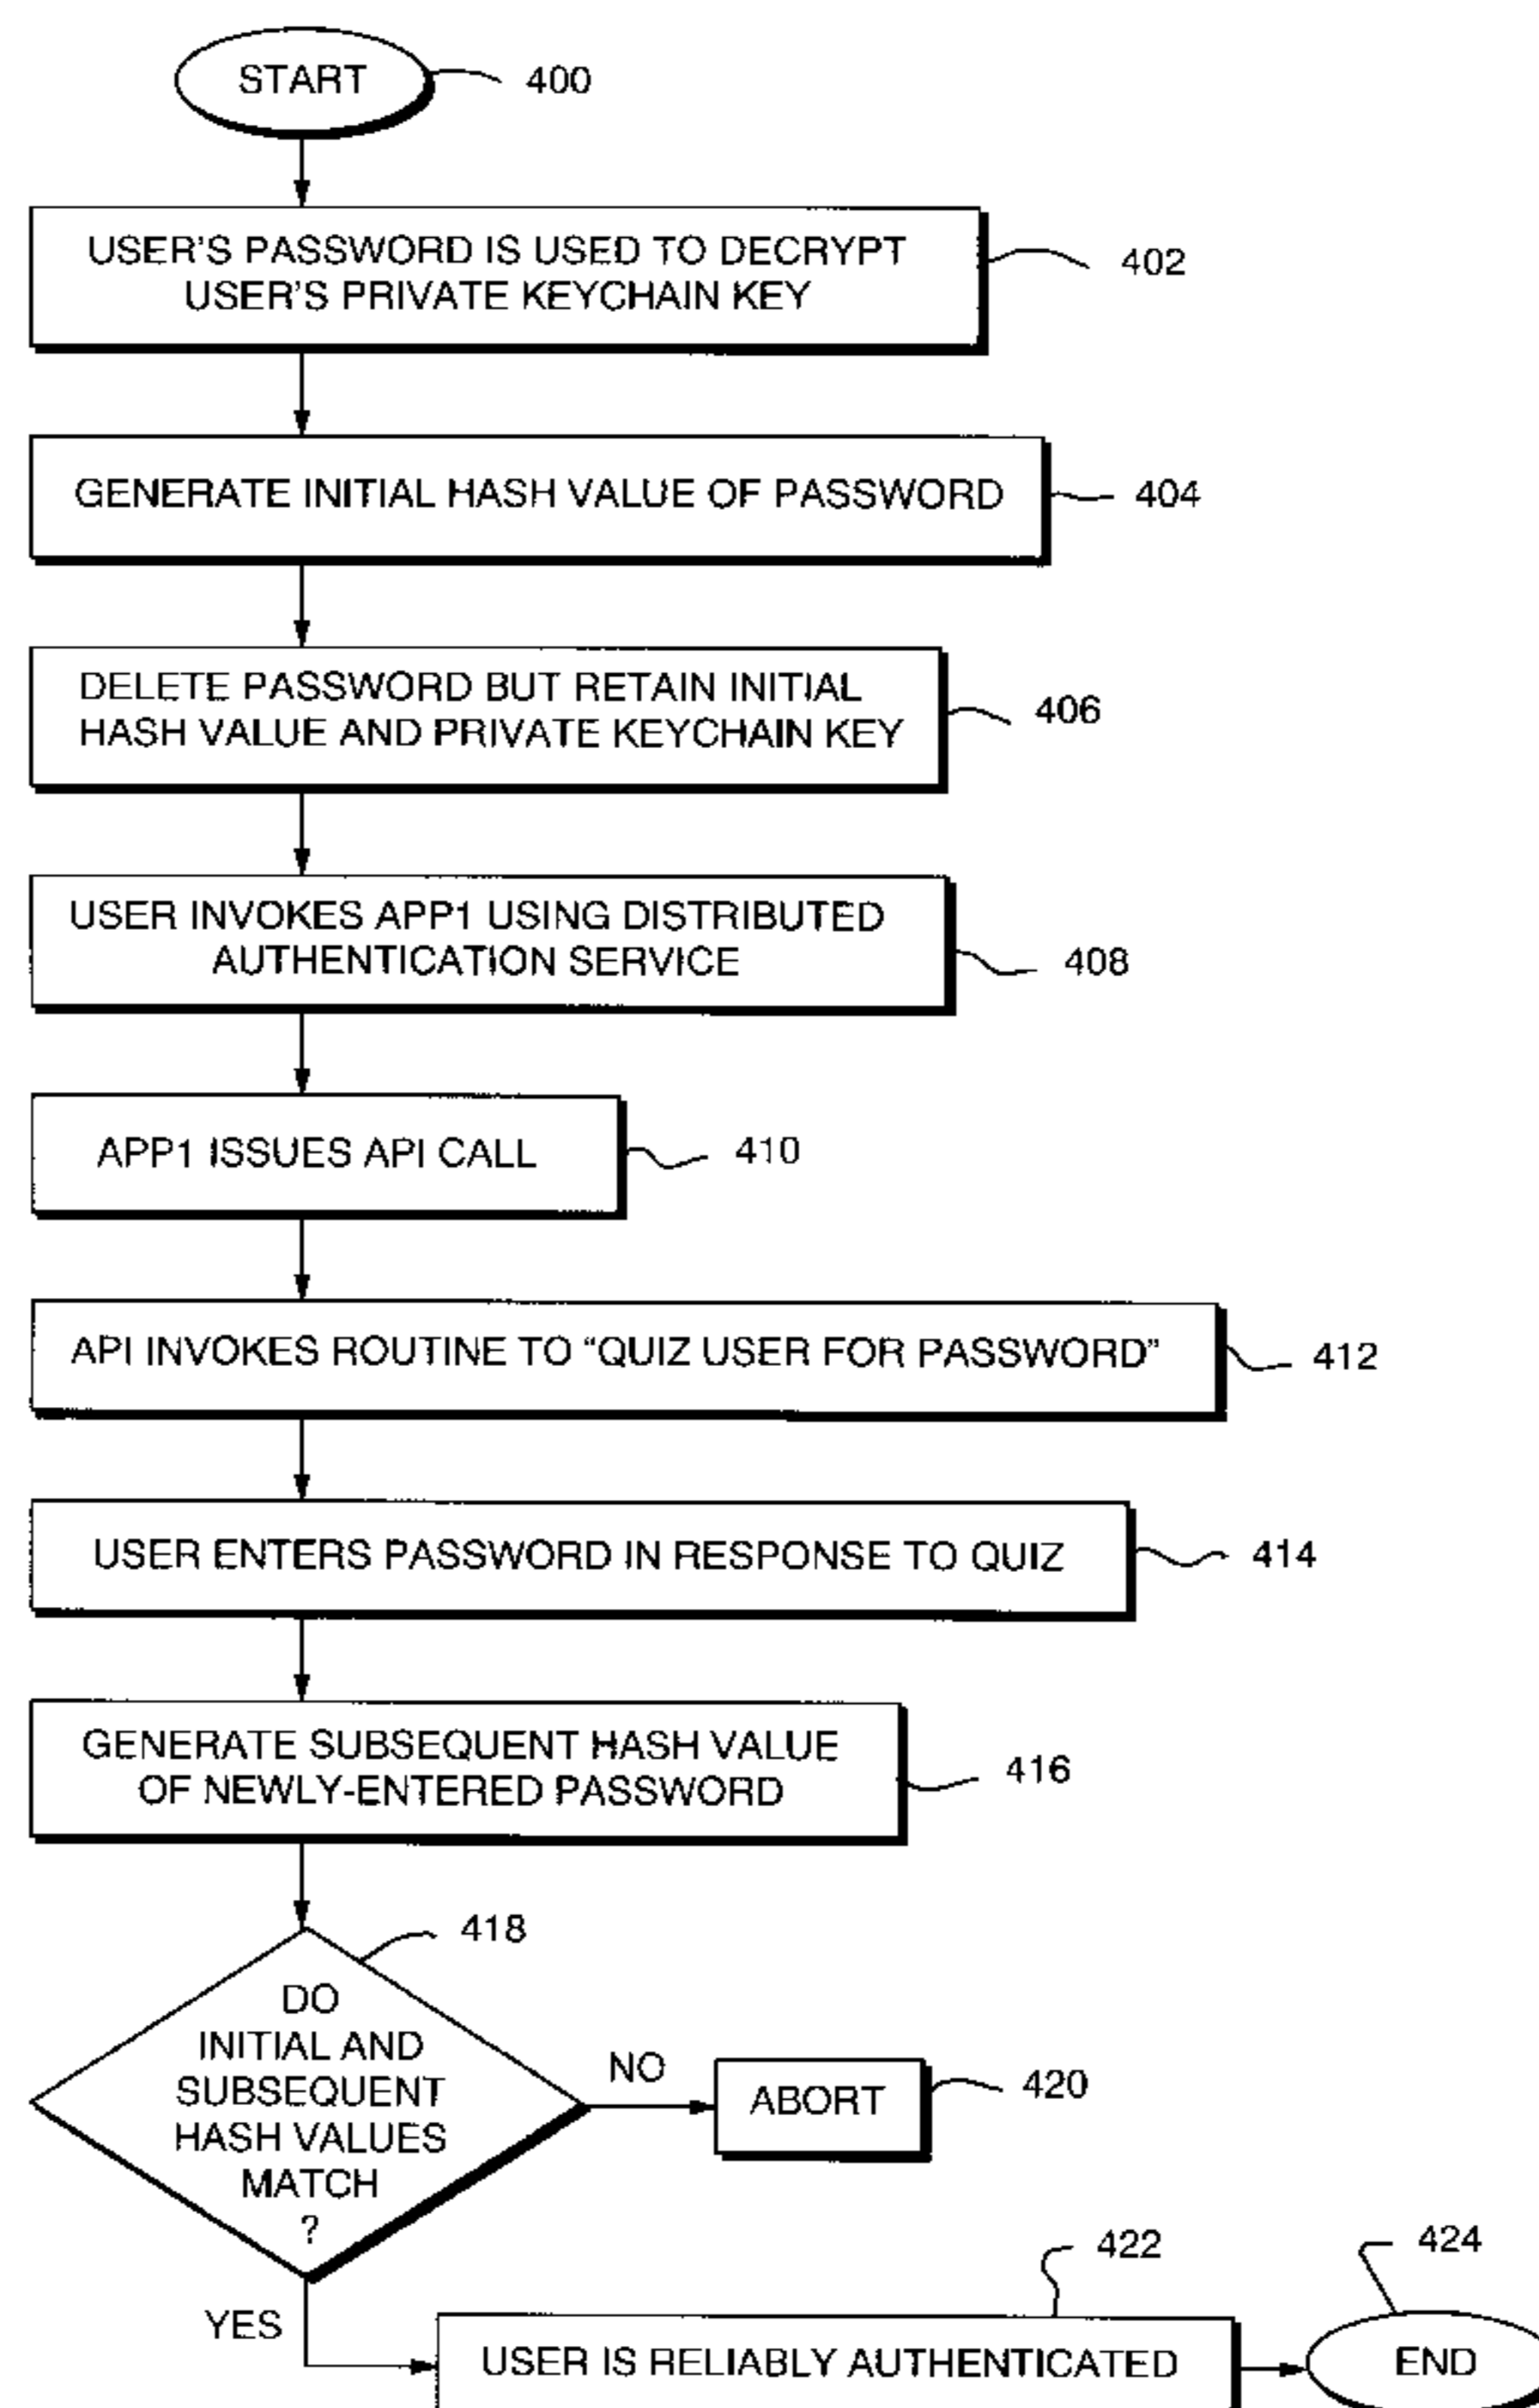 START
400
USER'S PASSWORD IS USED TO DECRYPT
USER'S PRIVATE KEYCHAIN KEY
402
GENERATE INITIAL HASH VALUE OF PASSWORD
404
DELETE PASSWORD BUT RETAIN INITIAL
HASH VALUE AND PRIVATE KEYCHAIN KEY
406
USER INVOKES APP1 USING DISTRIBUTED
AUTHENTICATION SERVICE
408
APP1 ISSUES API CALL
410
API INVOKES ROUTINE TO “QUIZ USER FOR PASSWORD”
412
USER ENTERS PASSWORD IN RESPONSE TO QUIZ
414
GENERATE SUBSEQUENT HASH VALUE
OF NEWLY-ENTERED PASSWORD
416
418
DO
INITIAL AND
SUBSEQUENT
HASH VALUES
MATCH
?
NO
ABORT
420
YES
422
USER IS RELIABLY AUTHENTICATED
424
END